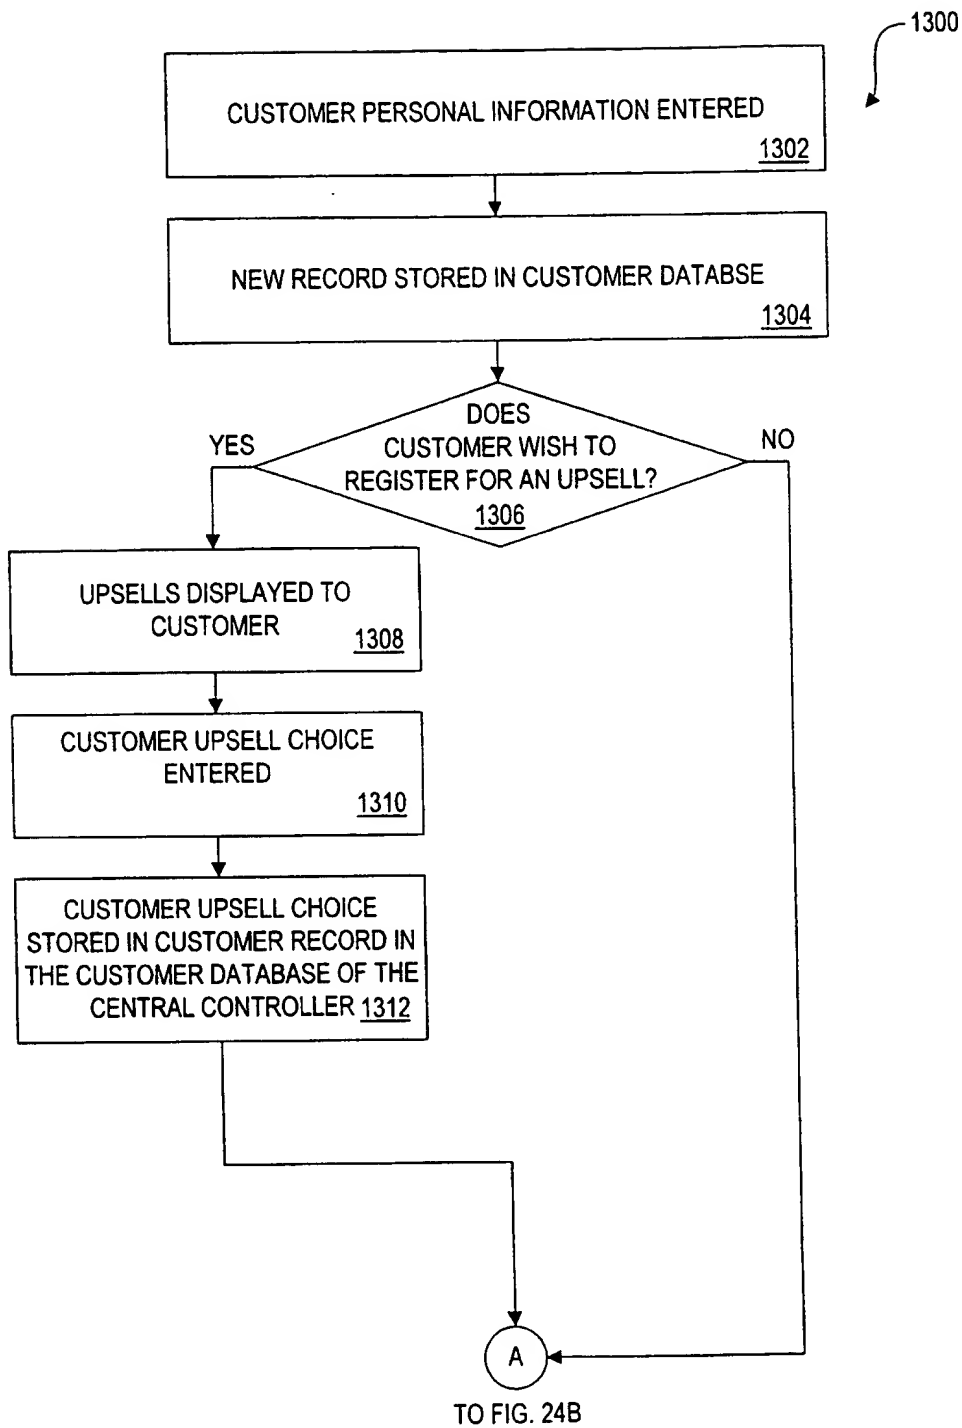 1300
CUSTOMER PERSONAL INFORMATION ENTERED
1302
NEW RECORD STORED IN CUSTOMER DATABSE
1304
DOES
CUSTOMER WISH TO
REGISTER FOR AN UPSELL?
1306
YES
NO
UPSELLS DISPLAYED TO
CUSTOMER
1308
CUSTOMER UPSELL CHOICE
ENTERED
1310
CUSTOMER UPSELL CHOICE
STORED IN CUSTOMER RECORD IN
THE CUSTOMER DATABASE OF THE
CENTRAL CONTROLLER 1312
A
TO FIG. 24B